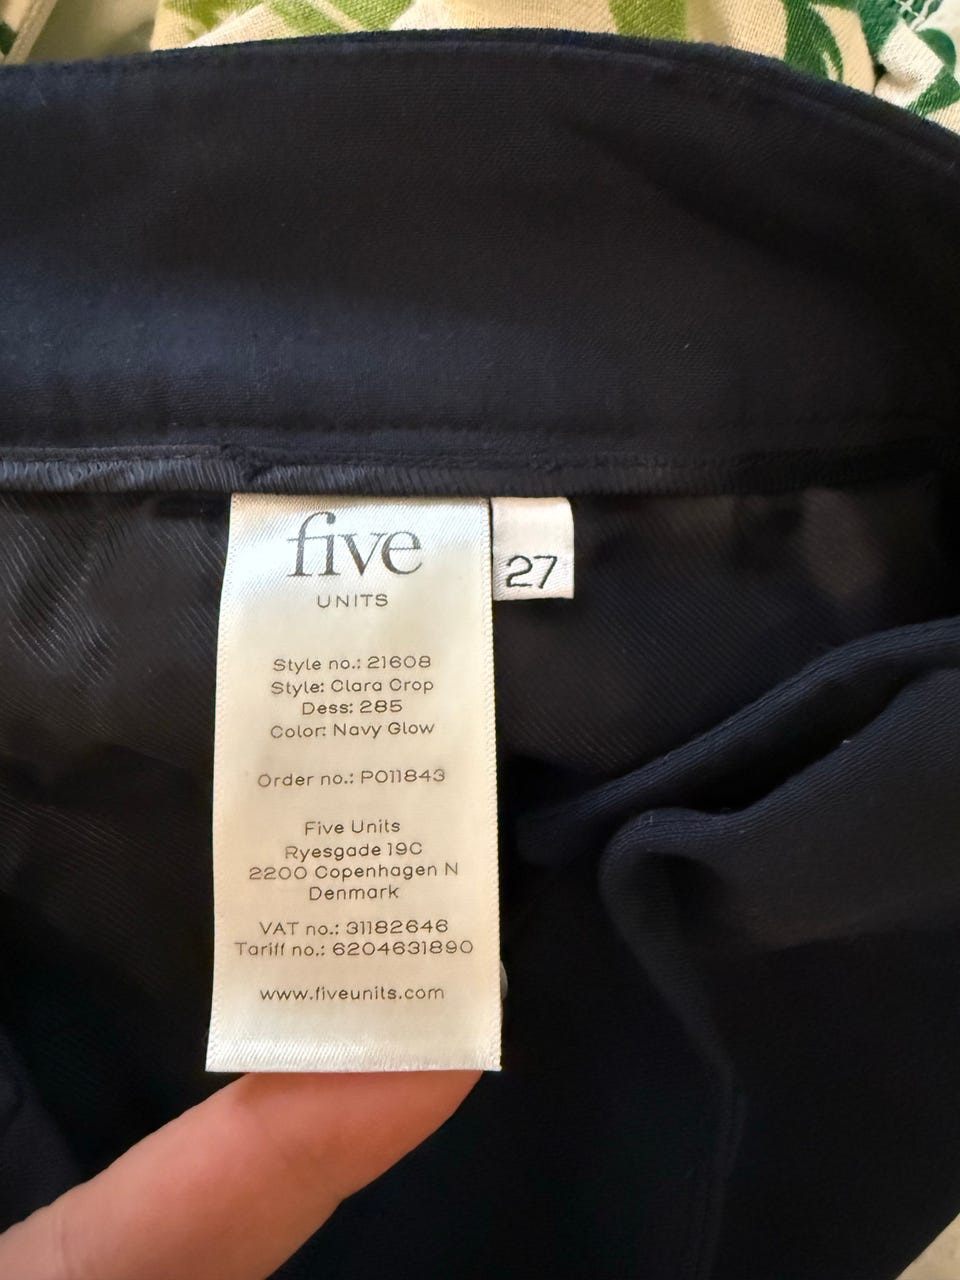 five
UNITS
27
Style no.: 21608
Style: Clara Crop
Dess: 285
Color: Navy Glow
Order no.: PO11843
Five Units
Ryesgade 19C
2200 Copenhagen N
Denmark
VAT no.: 31182646
Tariff no.: 6204631890
www.fiveunits.com